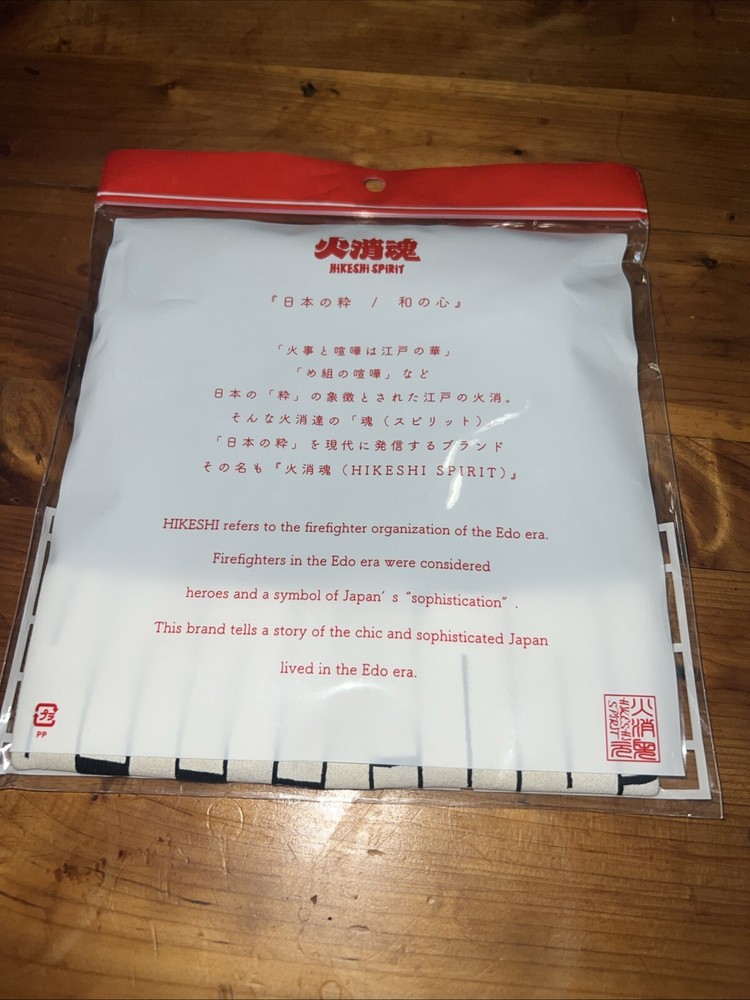 火消魂
HIKESHI SPIRIT
『日本の粋 / 和の心』
「火事と喧嘩は江戸の華」
「め組の喧嘩」など
日本の「粋」の象徴とされた江戸の火消。
そんな火消達の「魂(スピリット)」
「日本の粋」を現代に発信するブランド
その名も『火消魂(HIKESHI SPIRIT)』
HIKESHI refers to the firefighter organization of the Edo era.
Firefighters in the Edo era were considered
heroes and a symbol of Japan’s “sophistication”.
This brand tells a story of the chic and sophisticated Japan
lived in the Edo era.
プラ
PP
火消魂
HIKESHI
SPIRIT